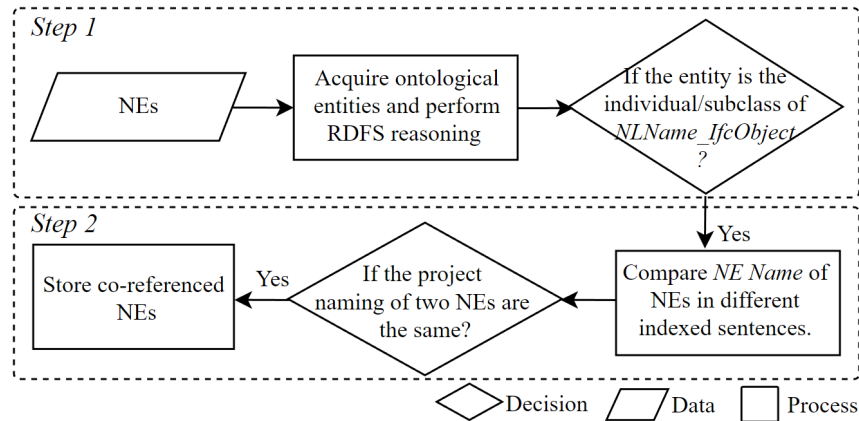 Step 1
NEs
Acquire ontological
entities and perform
RDFS reasoning
If the entity is the
individual/subclass of
NLName_IfcObject
?
Yes
Step 2
Store co-referenced
NEs
Yes
If the project
naming of two NEs are
the same?
Compare NE Name of
NEs in different
indexed sentences.
Decision
Data
Process